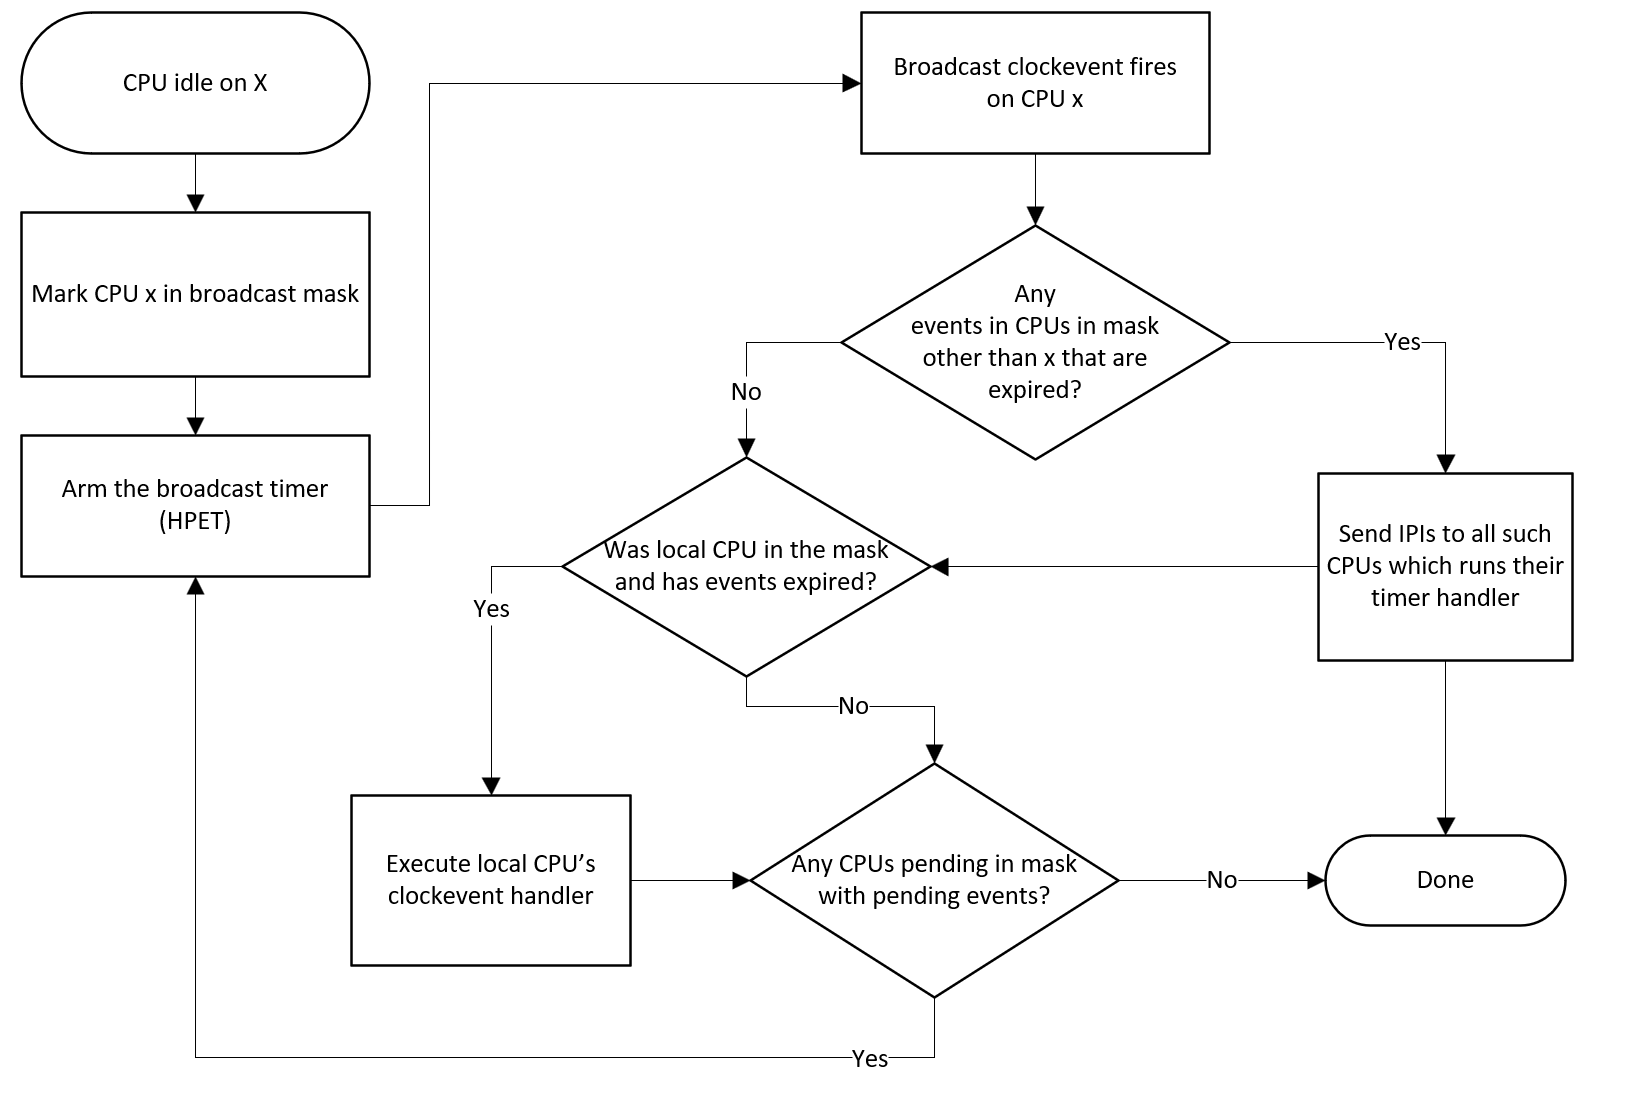 CPU idle on X
Mark CPU x in broadcast mask
Arm the broadcast timer
(HPET)
Broadcast clockevent fires
on CPU x
Any
events in CPUs in mask
other than x that are
expired?
Yes
No
Send IPIs to all such
CPUs which runs their
timer handler
Was local CPU in the mask
and has events expired?
Yes
No
Execute local CPU’s
clockevent handler
Any CPUs pending in mask
with pending events?
No
Done
Yes